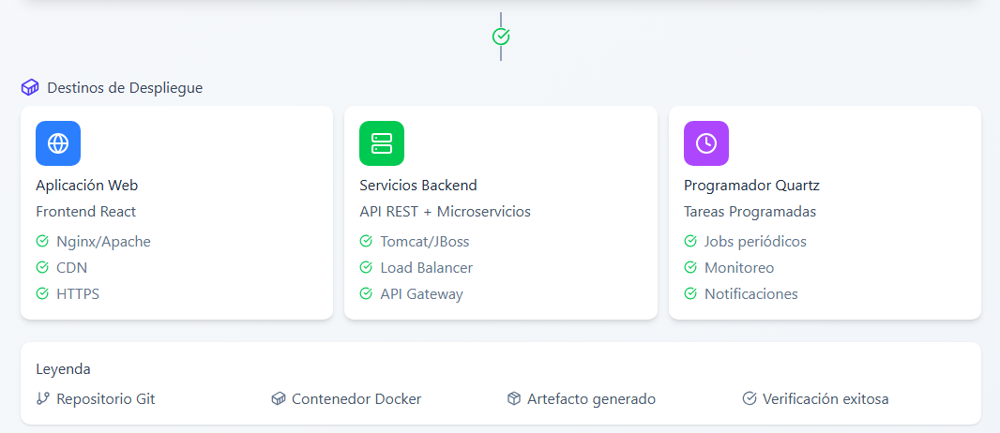 Destinos de Despliegue
Aplicación Web
Frontend React
Nginx/Apache
CDN
HTTPS
Servicios Backend
API REST + Microservicios
Tomcat/JBoss
Load Balancer
API Gateway
Programador Quartz
Tareas Programadas
Jobs periódicos
Monitoreo
Notificaciones
Leyenda
Repositorio Git
Contenedor Docker
Artefacto generado
Verificación exitosa